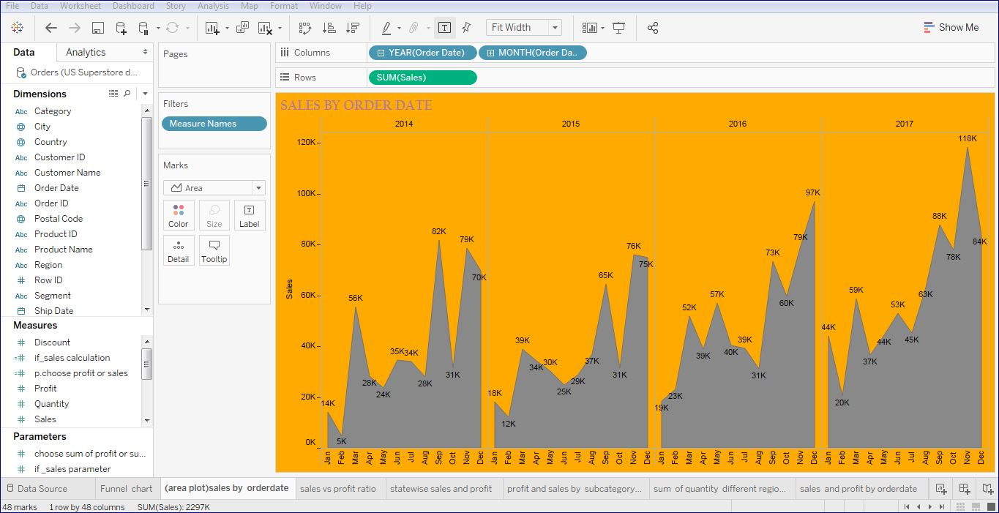 File Data Worksheet Dashboard Story Analysis Map Format Window Help
Fit Width
Show Me
Data Analytics
Orders (US Superstore d...
Dimensions
Abc Category
City
Country
Abc Customer ID
Abc Customer Name
Order Date
Abc Order ID
Postal Code
Abc Product ID
Abc Product Name
Abc Region
# Row ID
Abc Segment
Ship Date
Measures
# Discount
=# if_sales calculation
=# p.choose profit or sales
# Profit
# Quantity
# Sales
Parameters
# choose sum of profit or su...
# if _sales parameter
Pages
Filters
Measure Names
Marks
Area
Color Size T Label
Detail Tooltip
Columns YEAR(Order Date) MONTH(Order Da..
Rows SUM(Sales)
SALES BY ORDER DATE
2014 2015 2016 2017
Sales
120K
100K
80K
60K
40K
20K
0K
14K 5K 56K 28K 24K 35K 34K 28K 82K 31K 79K 70K
18K 12K 39K 34K 30K 25K 29K 37K 65K 31K 76K 75K
19K 23K 52K 39K 57K 40K 39K 31K 73K 60K 79K 97K
44K 20K 59K 37K 44K 53K 45K 63K 88K 78K 118K 84K
Jan Feb Mar Apr May Jun Jul Aug Sep Oct Nov Dec Jan Feb Mar Apr May Jun Jul Aug Sep Oct Nov Dec Jan Feb Mar Apr May Jun Jul Aug Sep Oct Nov Dec Jan Feb Mar Apr May Jun Jul Aug Sep Oct Nov Dec
Data Source Funnel chart (area plot)sales by orderdate sales vs profit ratio statewise sales and profit profit and sales by subcategory... sum of quantity different regio... sales and profit by orderdate
48 marks 1 row by 48 columns SUM(Sales): 2297K